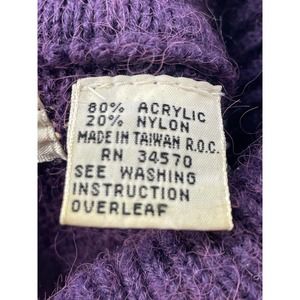 80% ACRYLIC
20% NYLON
MADE IN TAIWAN R.O.C.
RN 34570
SEE WASHING
INSTRUCTION
OVERLEAF